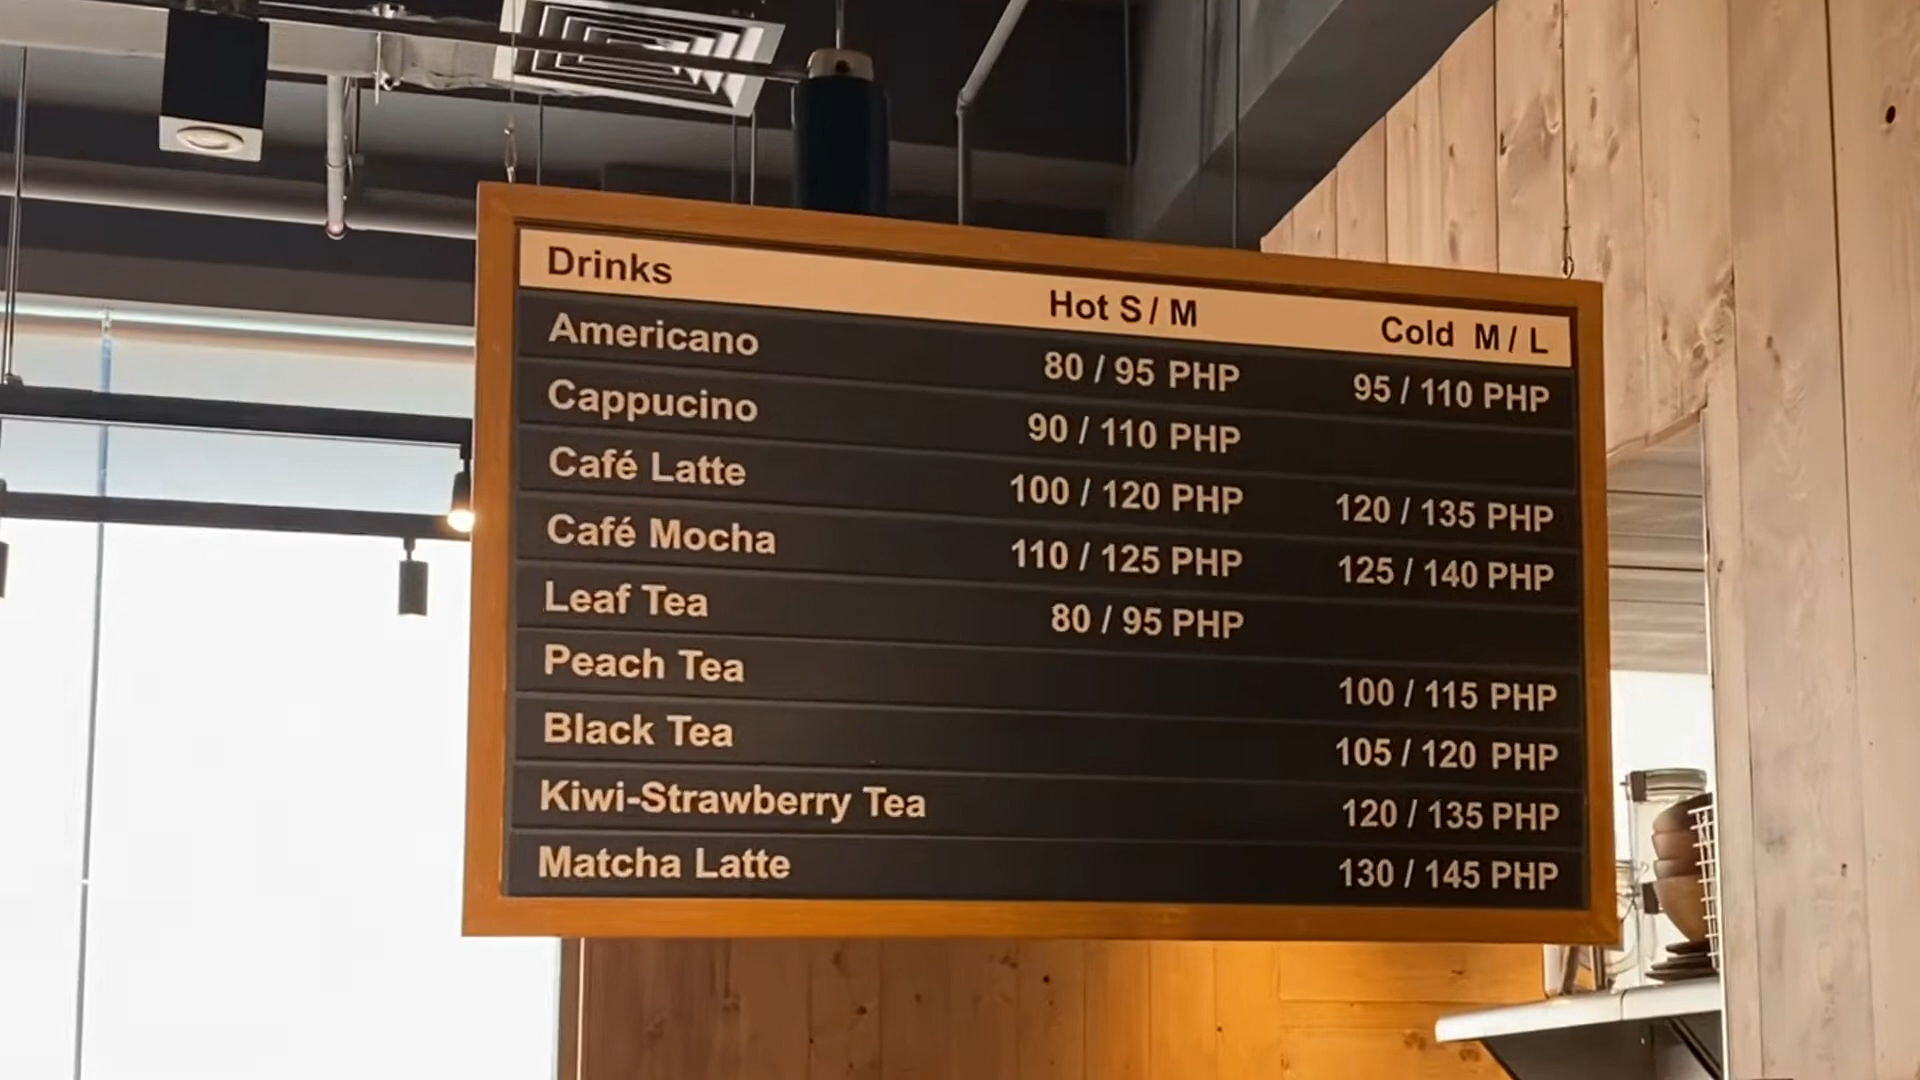 Drinks Hot S / M Cold M / L
Americano 80 / 95 PHP 95 / 110 PHP
Cappucino 90 / 110 PHP
Café Latte 100 / 120 PHP 120 / 135 PHP
Café Mocha 110 / 125 PHP 125 / 140 PHP
Leaf Tea 80 / 95 PHP
Peach Tea 100 / 115 PHP
Black Tea 105 / 120 PHP
Kiwi-Strawberry Tea 120 / 135 PHP
Matcha Latte 130 / 145 PHP